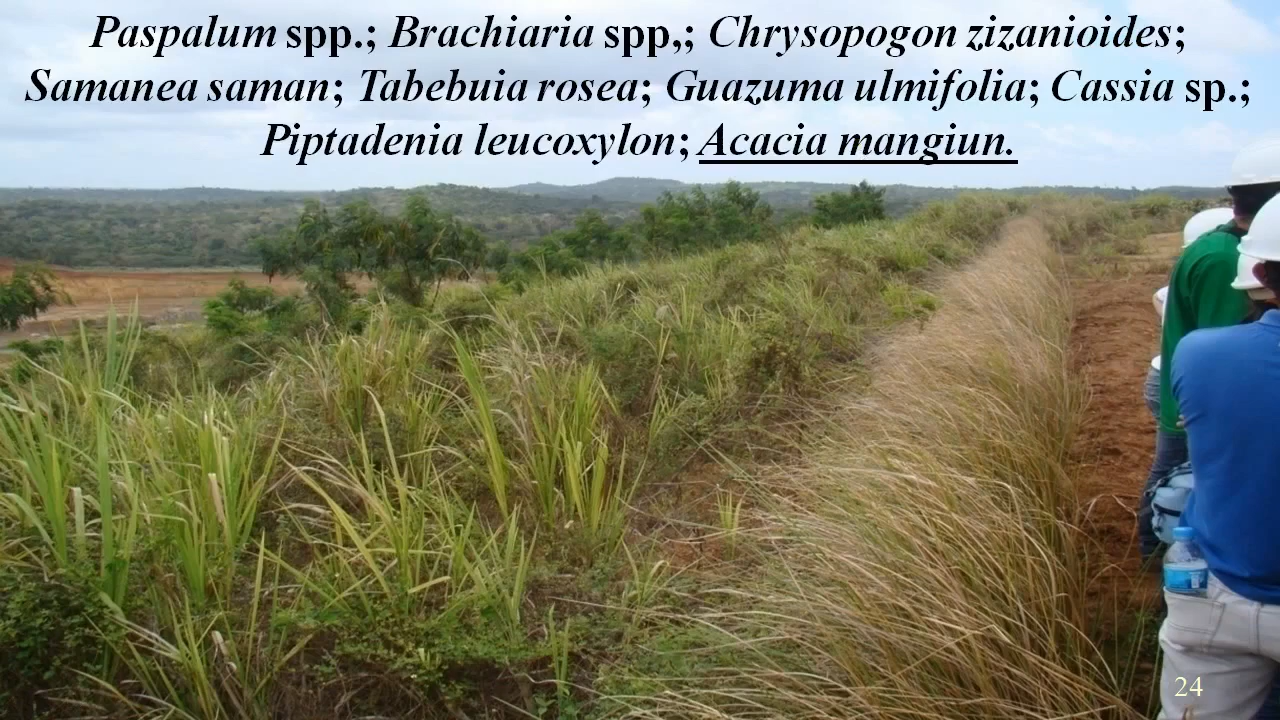 Paspalum spp.; Brachiaria spp,; Chrysopogon zizanioides;
Samanea saman; Tabebuia rosea; Guazuma ulmifolia; Cassia sp.;
Piptadenia leucoxylon; Acacia mangiun.
24